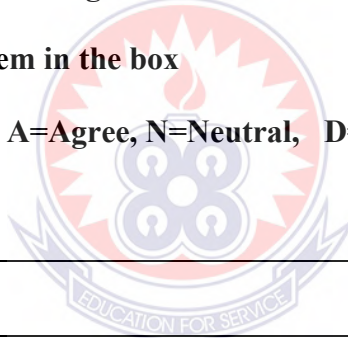 em in the box
A=Agree, N=Neutral, D=
EDUCATION FOR SERVICE